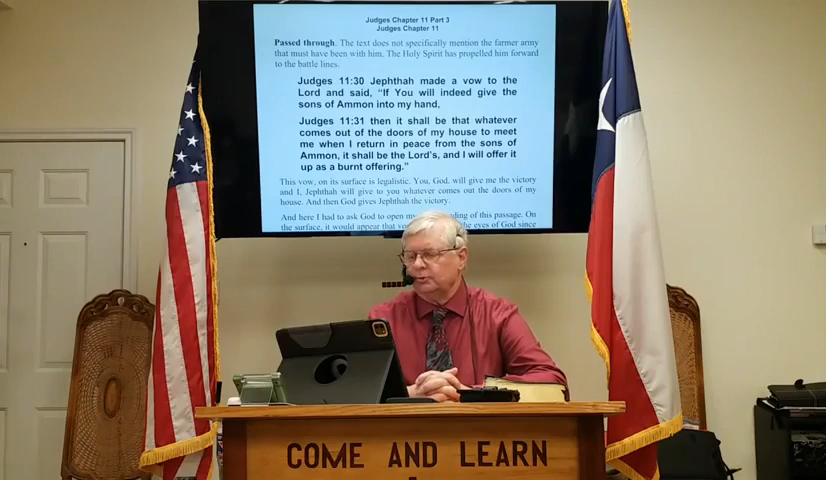 Judges Chapter 11 Part 3
Judges Chapter 11
Passed through. The text does not specifically mention the farmer army
that must have been with him. The Holy Spirit has propelled him forward
to the battle lines.
Judges 11:30 Jephthah made a vow to the
Lord and said, “If You will indeed give the
sons of Ammon into my hand,
Judges 11:31 then it shall be that whatever
comes out of the doors of my house to meet
me when I return in peace from the sons of
Ammon, it shall be the Lord’s, and I will offer it
up as a burnt offering.”
This vow, on its surface is legalistic. You, God, will give me the victory
and I, Jephthah will give to you whatever comes out the doors of my
house. And then God gives Jephthah the victory.
And here I had to ask God to open my of this passage. On
the surface, it would appear that the eyes of God since
COME AND LEARN